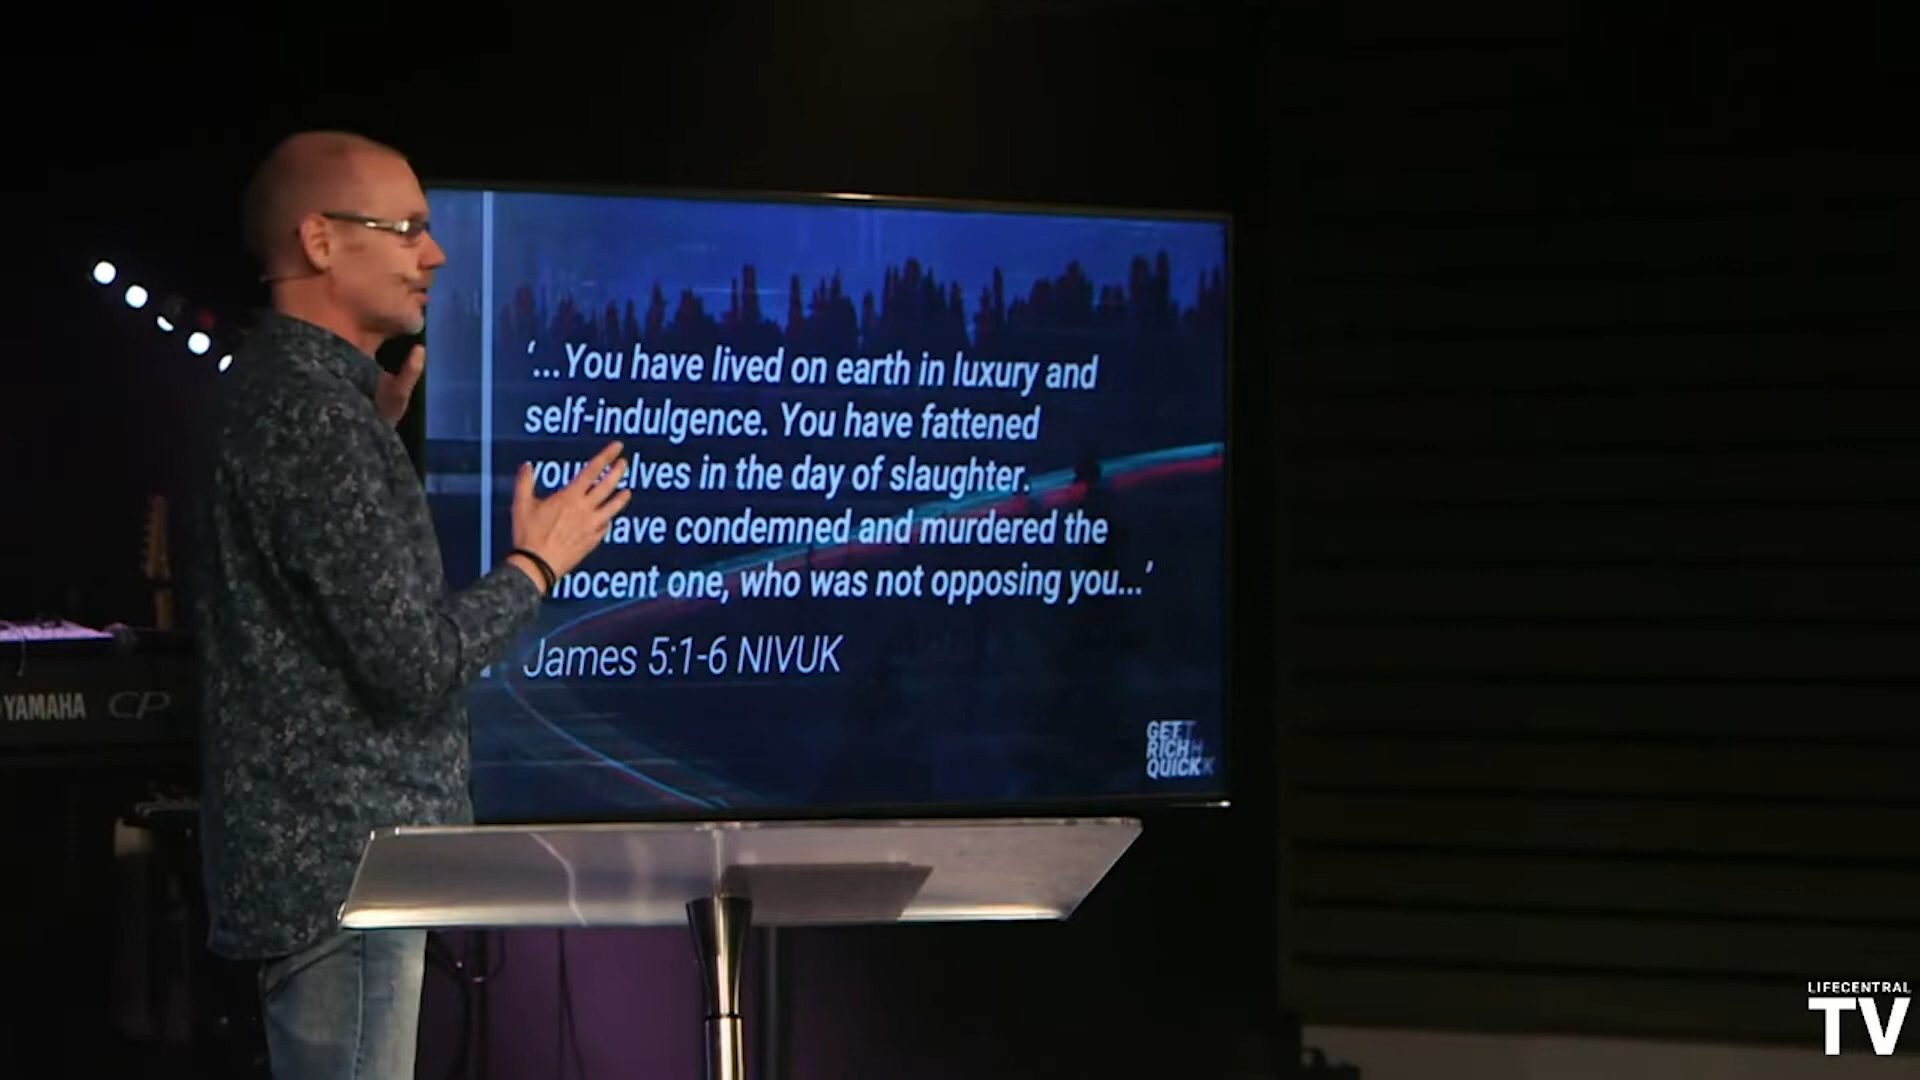 ‘...You have lived on earth in luxury and
self-indulgence. You have fattened
in the day of slaughter.
have condemned and murdered the
one, who was not opposing you...’
James 5:1-6 NIVUK
GET
RICH
QUICK
YAMAHA CP
LIFECENTRAL
TV